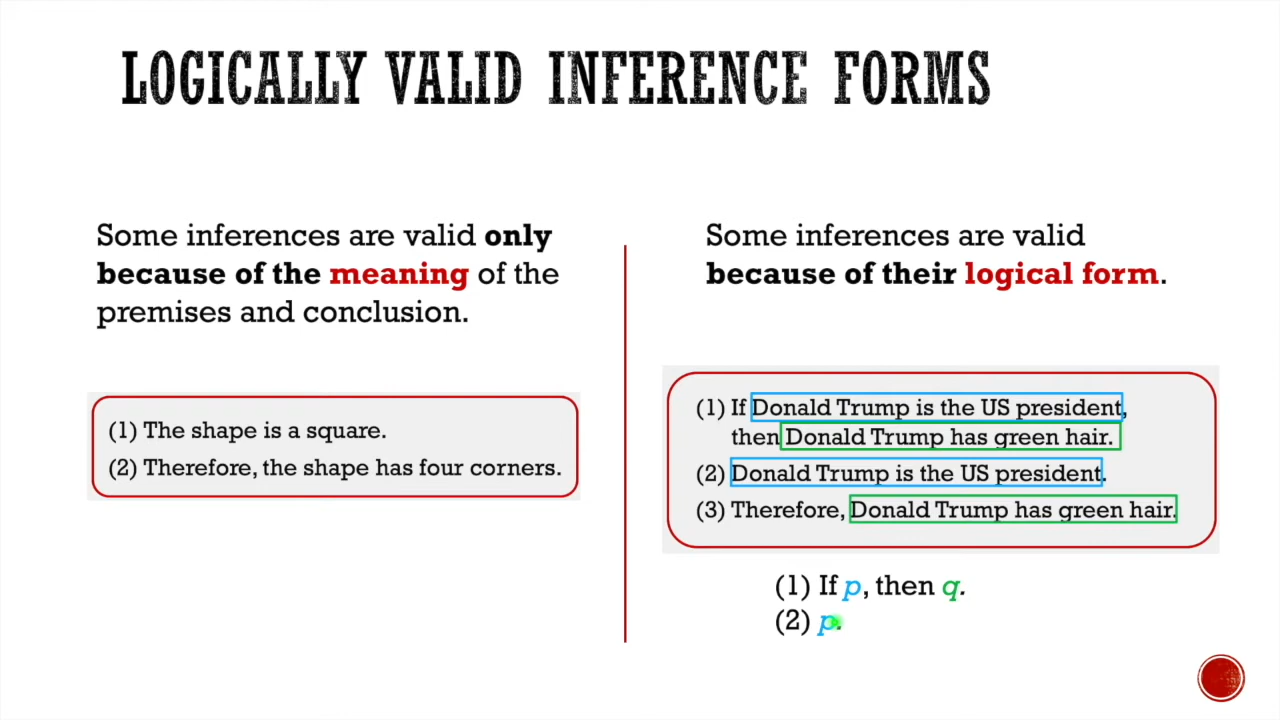 LOGICALLY VALID INFERENCE FORMS
Some inferences are valid only
because of the meaning of the
premises and conclusion.
(1) The shape is a square.
(2) Therefore, the shape has four corners.
Some inferences are valid
because of their logical form.
(1) If Donald Trump is the US president,
then Donald Trump has green hair.
(2) Donald Trump is the US president.
(3) Therefore, Donald Trump has green hair.
(1) If p, then q.
(2) p.